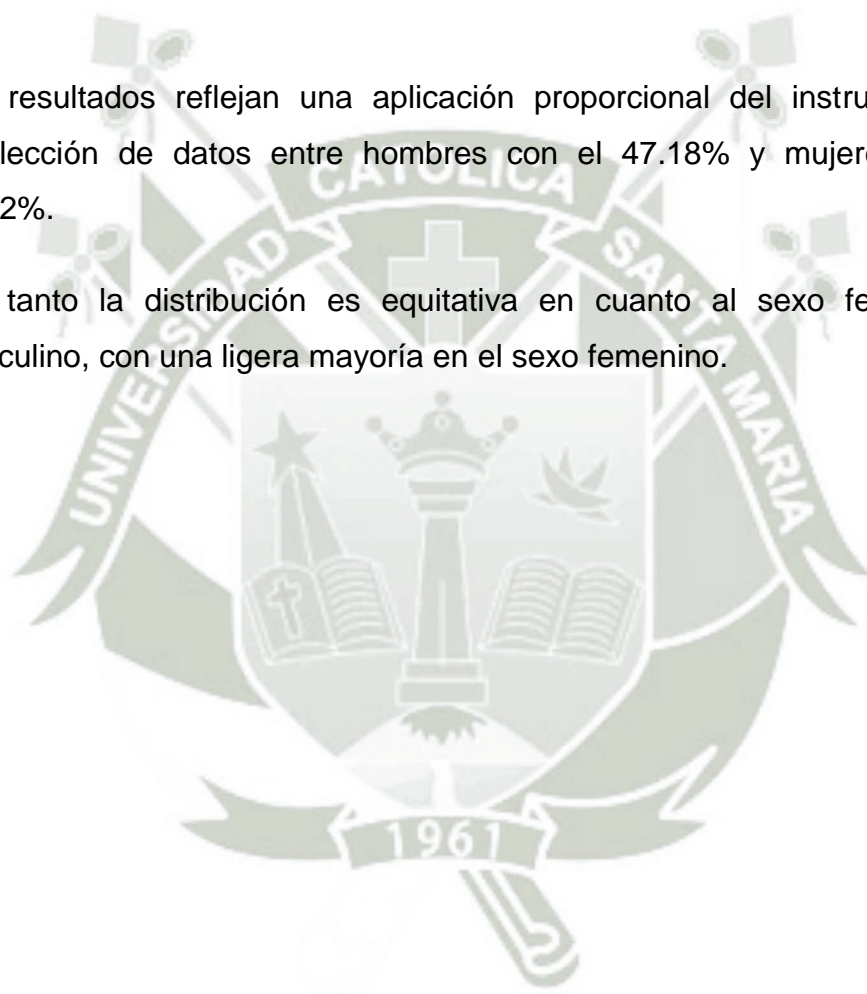 resultados reflejan una aplicación proporcional del instru
lección de datos entre hombres con el 47.18% y mujer
2%.
tanto la distribución es equitativa en cuanto al sexo fe
culino, con una ligera mayoría en el sexo femenino.
UNIVERSIDAD CATOLICA SANTA MARIA
1961